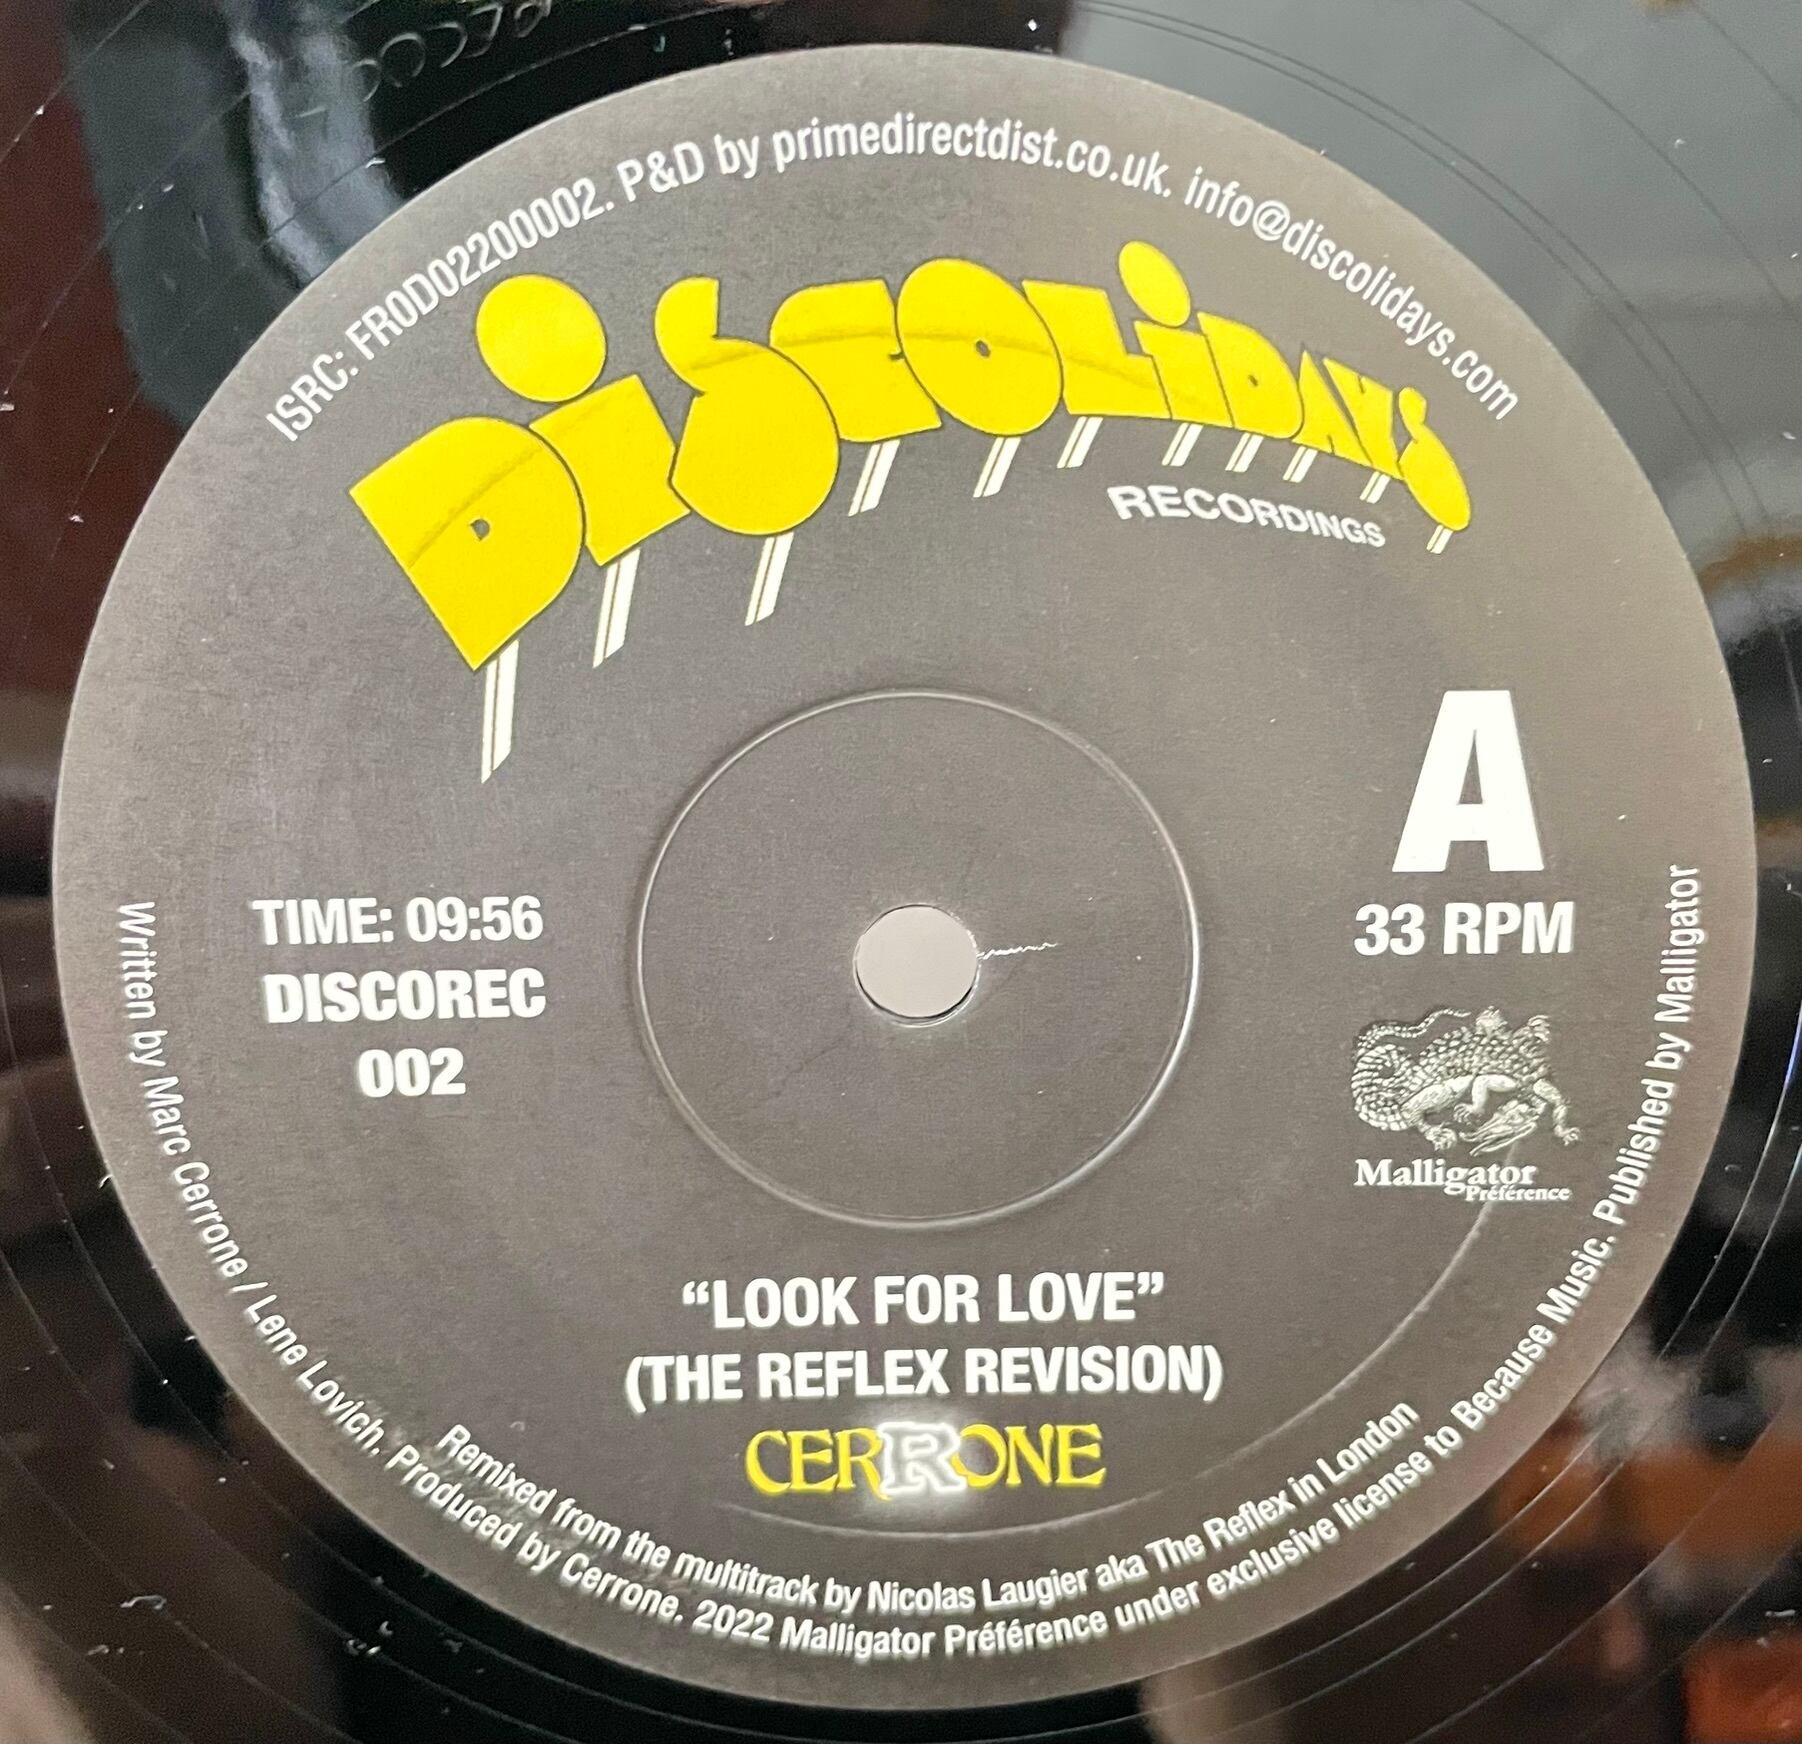 ISRC: FR0D02200002. P&D by primedirectdist.co.uk. info@discolidays.com
DiSCOLiDAYS
RECORDINGS
A
33 RPM
TIME: 09:56
DISCOREC
002
Malligator
Préférence
“LOOK FOR LOVE”
(THE REFLEX REVISION)
CERRONE
Remixed from the multitrack by Nicolas Laugier aka The Reflex in London
Written by Marc Cerrone / Lene Lovich. Produced by Cerrone. 2022 Malligator Préférence under exclusive license to Because Music. Published by Malligator